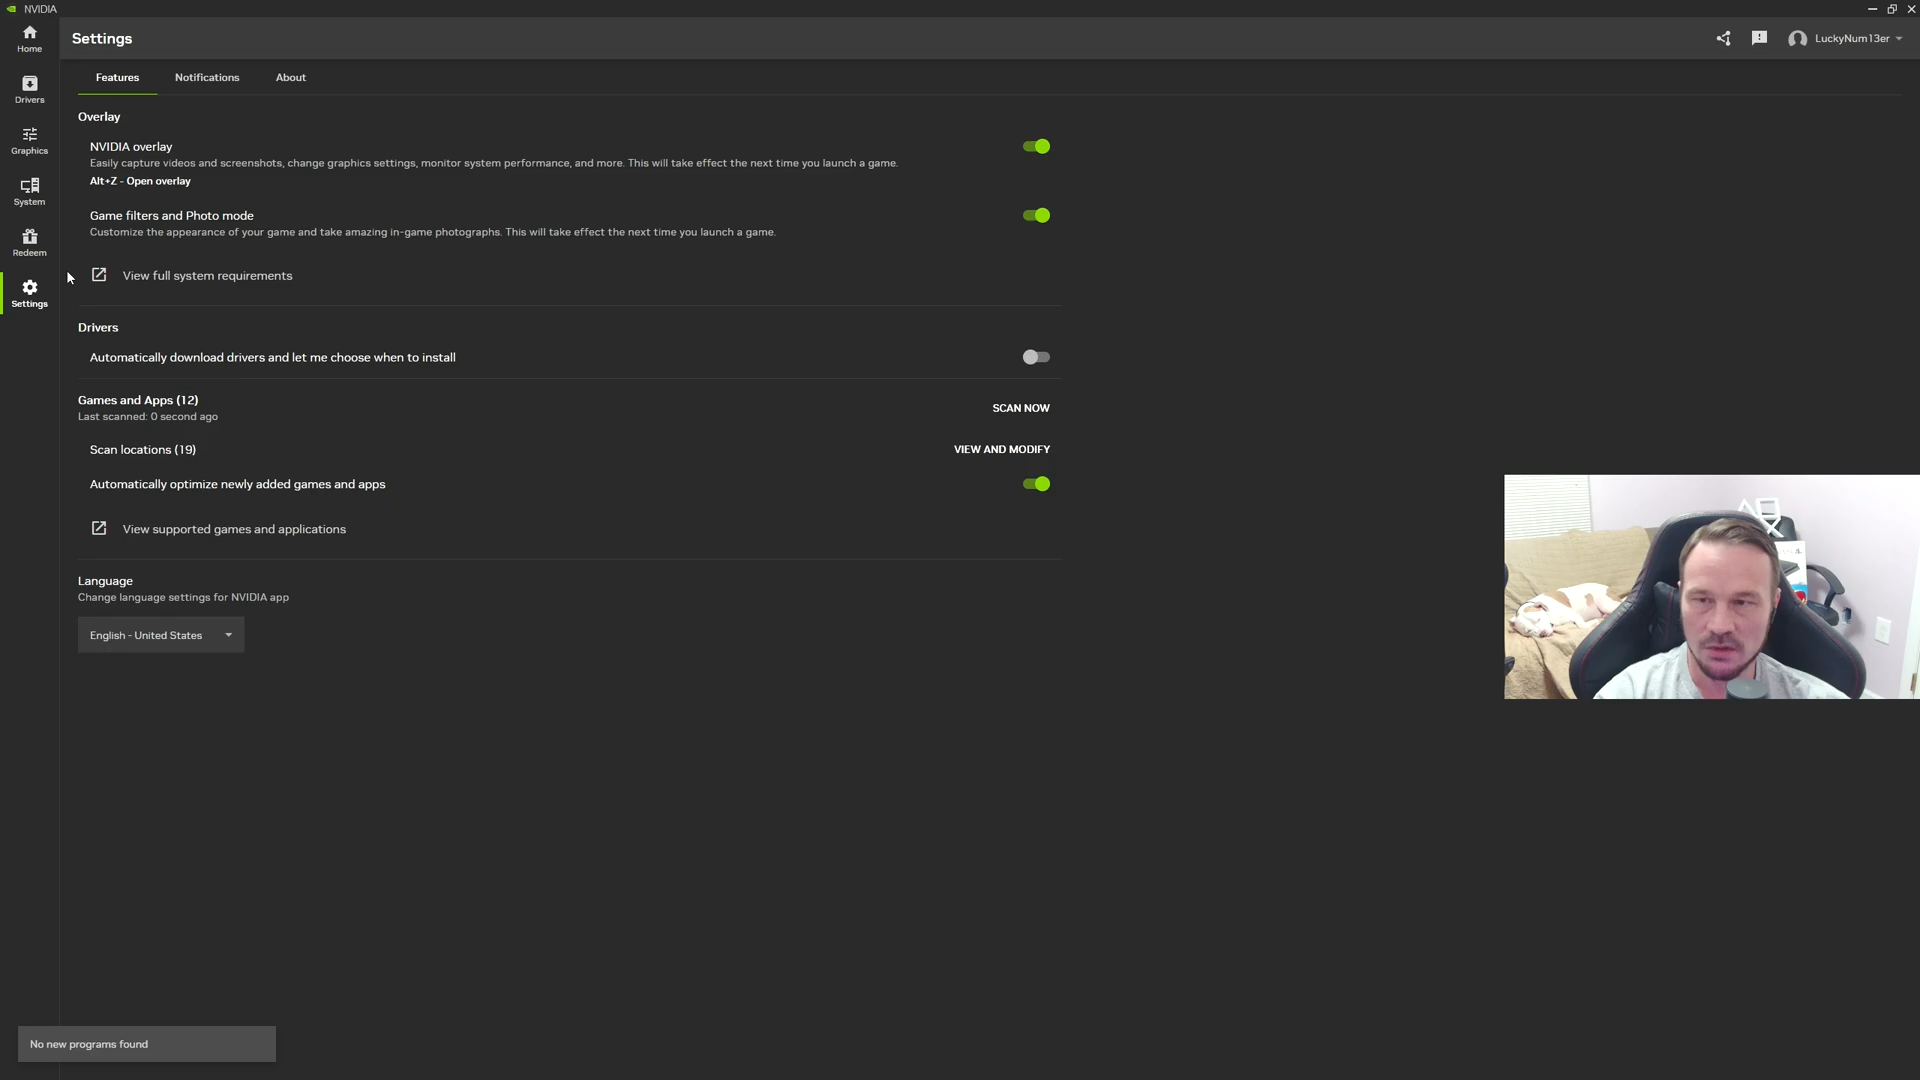 NVIDIA
Home
Settings
LuckyNum13er
Features
Notifications
About
Drivers
Graphics
System
Redeem
Settings
Overlay
NVIDIA overlay
Easily capture videos and screenshots, change graphics settings, monitor system performance, and more. This will take effect the next time you launch a game.
Alt+Z - Open overlay
Game filters and Photo mode
Customize the appearance of your game and take amazing in-game photographs. This will take effect the next time you launch a game.
View full system requirements
Drivers
Automatically download drivers and let me choose when to install
Games and Apps (12)
Last scanned: 0 second ago
SCAN NOW
Scan locations (19)
VIEW AND MODIFY
Automatically optimize newly added games and apps
View supported games and applications
Language
Change language settings for NVIDIA app
English - United States
No new programs found